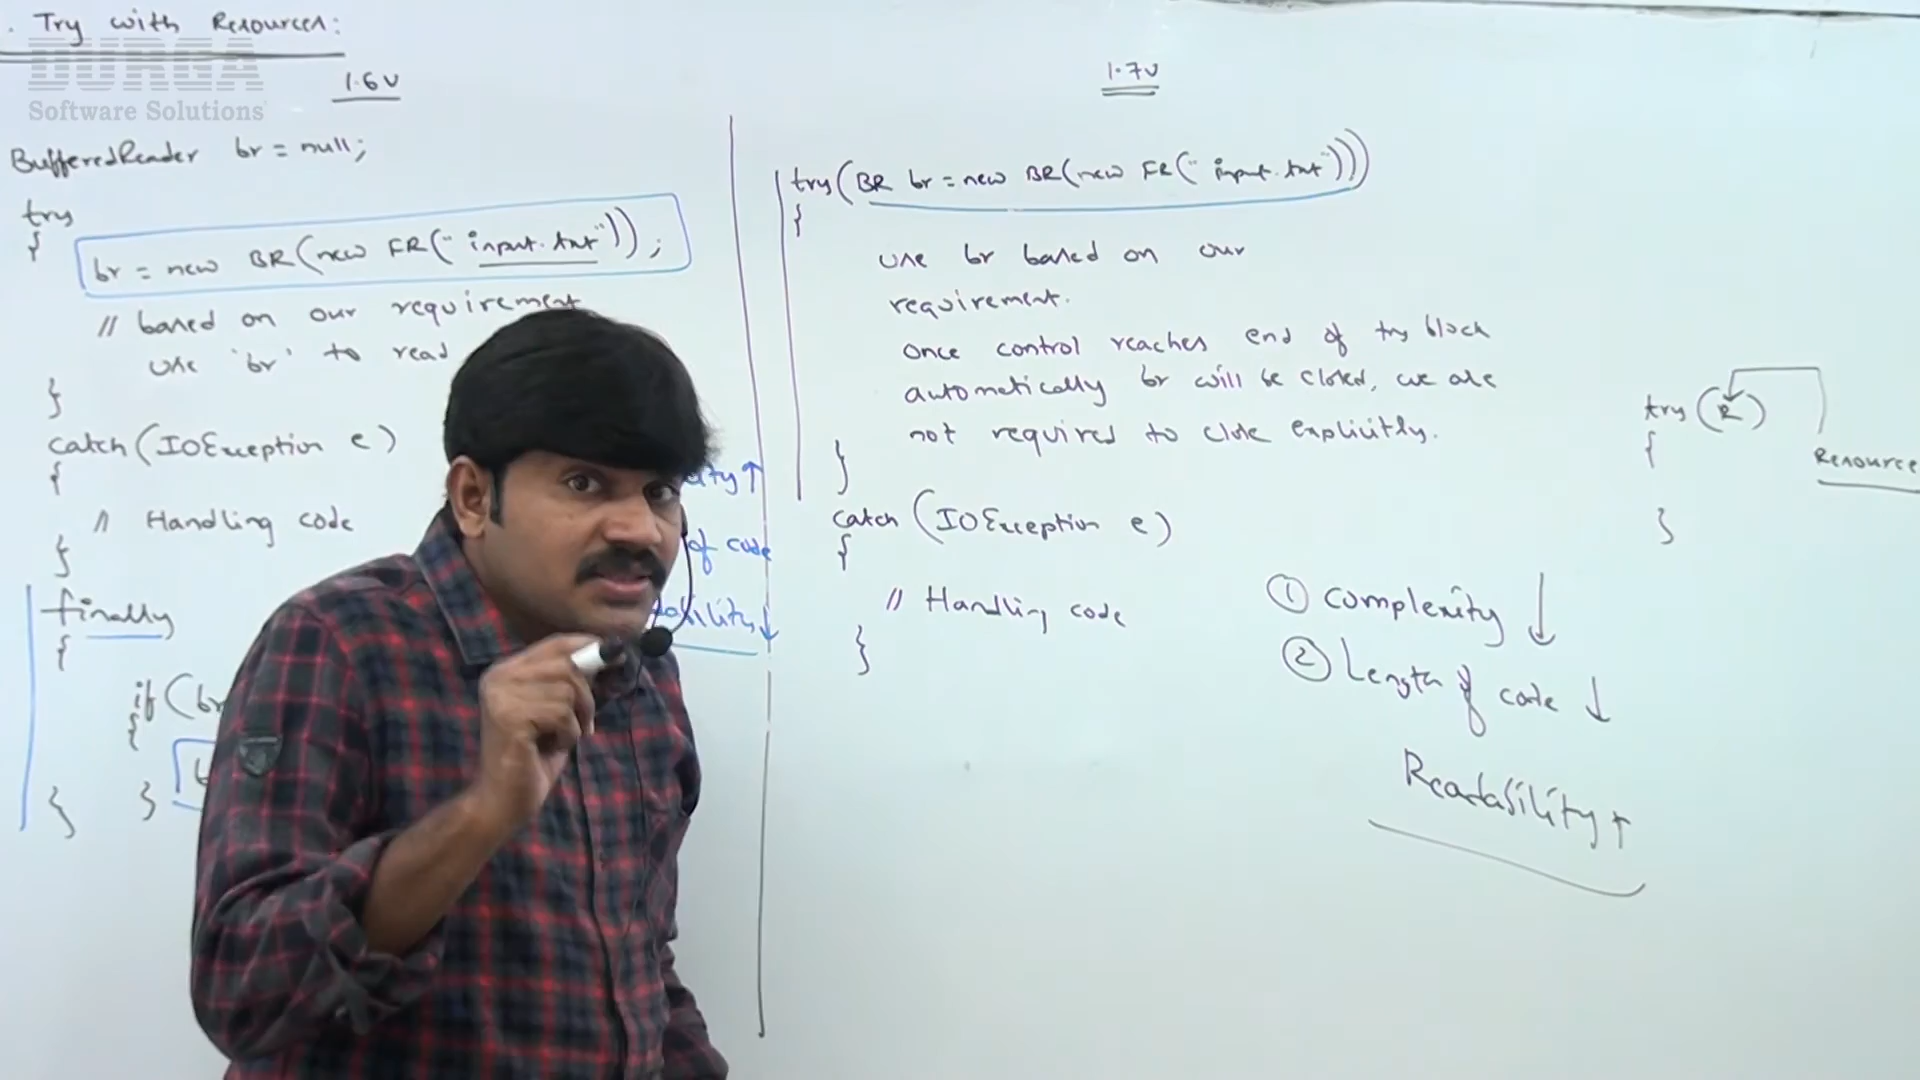 . Try with Resources:
DURGA
Software Solutions
1.6v
BufferedReader br = null;
try
{
br = new BR(new FR("input.txt"));
// based on our requirement
use 'br' to read
}
catch (IOException e)
{
// Handling code
}
finally
{
if (br
{
}
}
of code
1.7v
try(BR br = new BR(new FR("input.txt")))
{
use br based on our
requirement.
once control reaches end of try block
automatically br will be closed, we are
not required to close explicitly.
}
catch (IOException e)
{
// Handling code
}
try (R)
{
}
Resource
① Complexity ↓
② Length of code ↓
Readability ↑